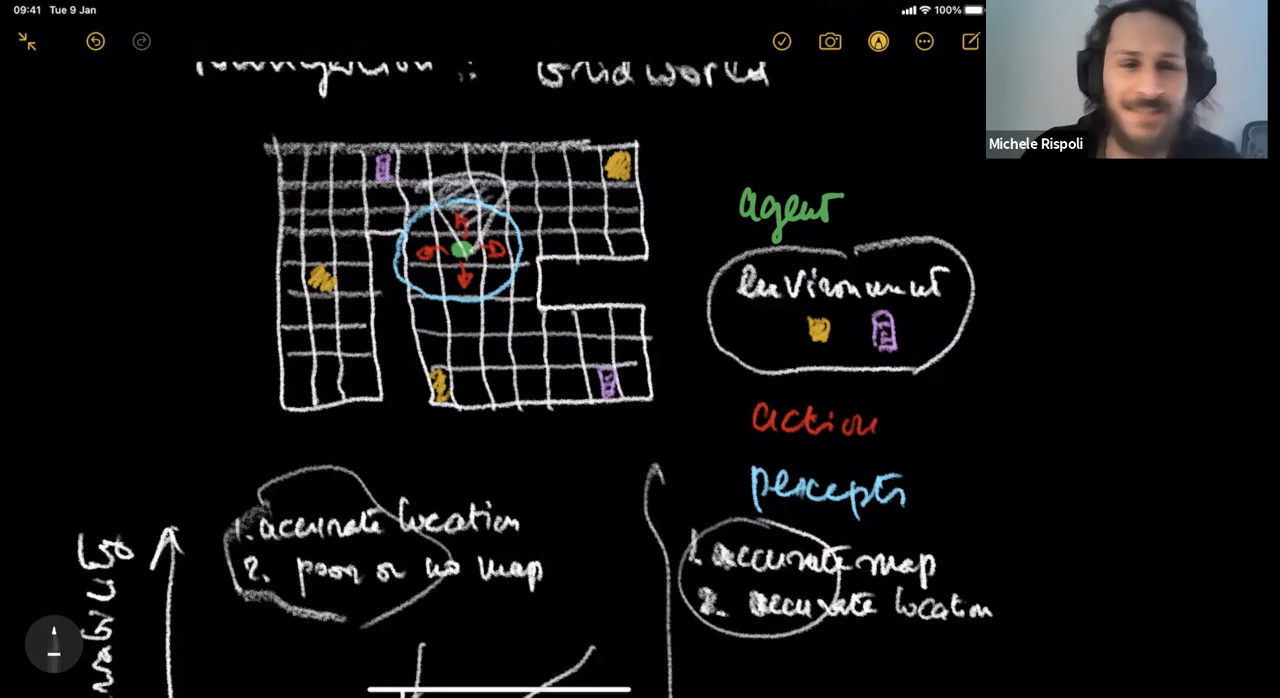 09:41 Tue 9 Jan
100%
Michele Rispoli
Navigation : Grid world
agent
Environment
action
percepts
1. accurate location
2. poor or no map
1. accurate map
2. accurate location